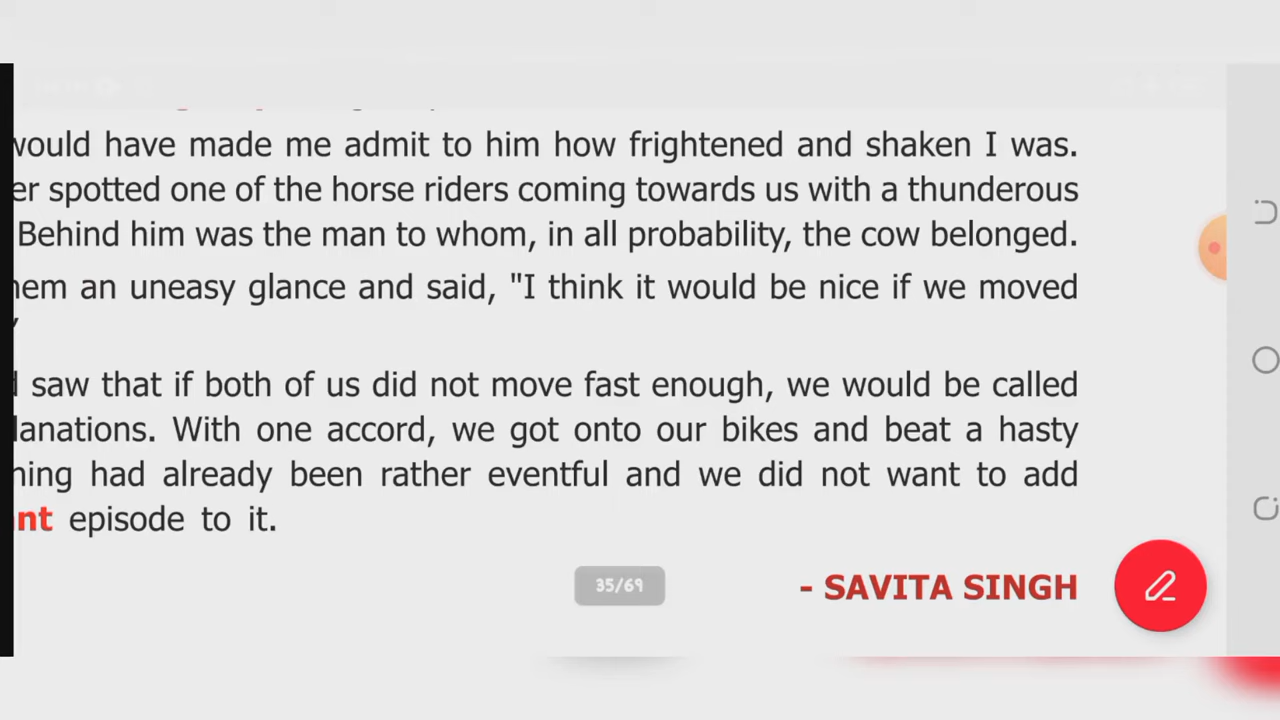 would have made me admit to him how frightened and shaken I was.
er spotted one of the horse riders coming towards us with a thunderous
Behind him was the man to whom, in all probability, the cow belonged.
hem an uneasy glance and said, "I think it would be nice if we moved
saw that if both of us did not move fast enough, we would be called
lanations. With one accord, we got onto our bikes and beat a hasty
ning had already been rather eventful and we did not want to add
nt episode to it.
35/69
- SAVITA SINGH